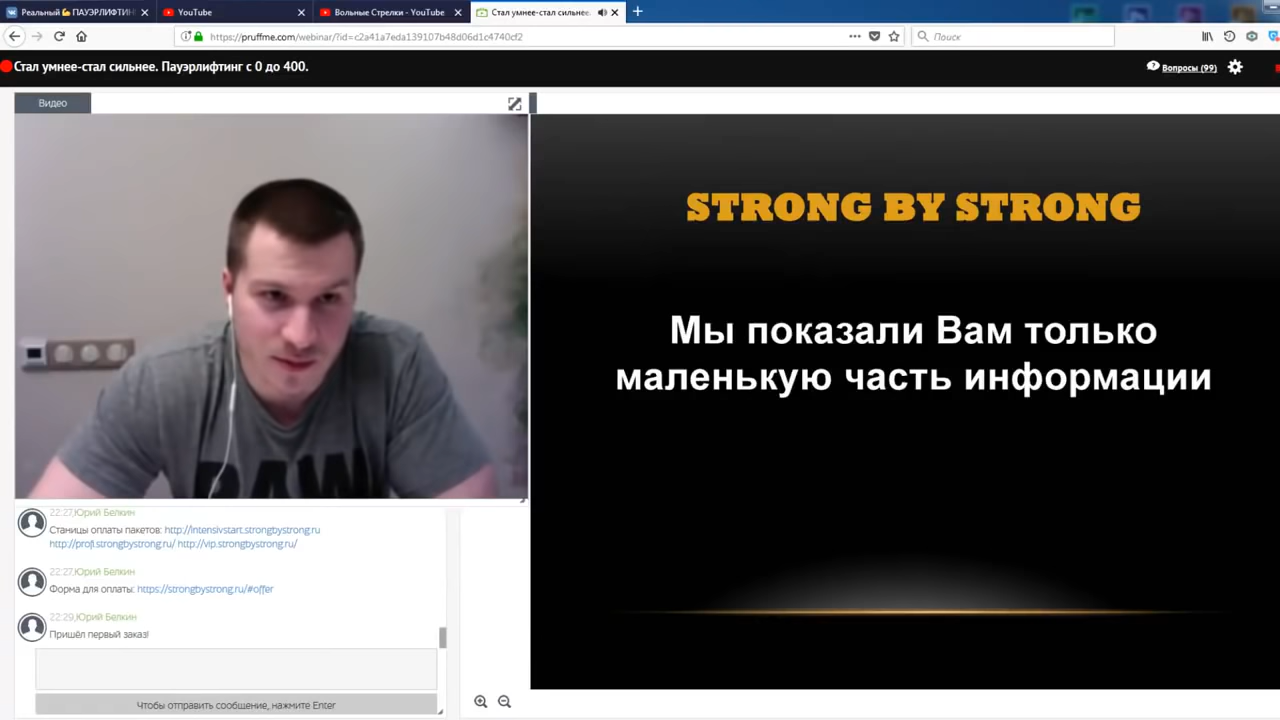 Реальный 💪 ПАУЭРЛИФТИН
YouTube
Вольные Стрелки - YouTube
Стал умнее-стал сильнее.
https://pruffme.com/webinar/?id=c2a41a7eda139107b48d06d1c4740cf2
Поиск
Стал умнее-стал сильнее. Пауэрлифтинг с 0 до 400.
Вопросы (99)
Видео
RAW
STRONG BY STRONG
Мы показали Вам только
маленькую часть информации
22:27,Юрий Белкин
Станицы оплаты пакетов: http://intensivstart.strongbystrong.ru
http://profi.strongbystrong.ru/ http://vip.strongbystrong.ru/
22:27,Юрий Белкин
Форма для оплаты: https://strongbystrong.ru/#offer
22:29,Юрий Белкин
Пришёл первый заказ!
Чтобы отправить сообщение, нажмите Enter